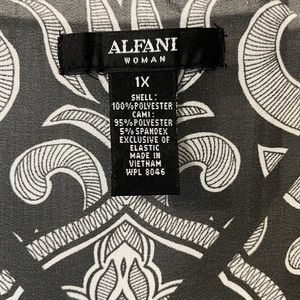 ALFANI
WOMAN
1X
SHELL:
100%POLYESTER
CAMI:
95%POLYESTER
5% SPANDEX
EXCLUSIVE OF
ELASTIC
MADE IN
VIETNAM
WPL 8046